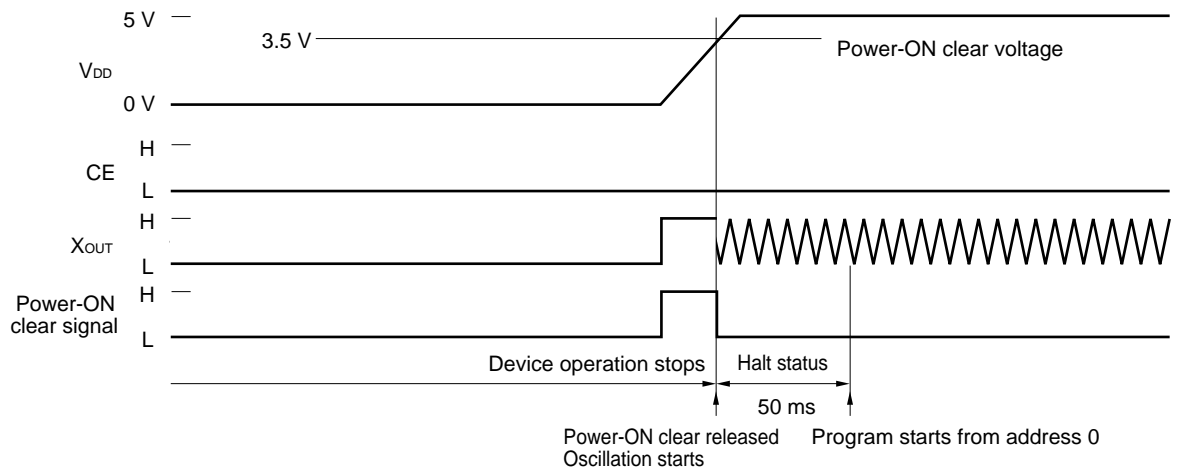 5 V
3.5 V
Power-ON clear voltage
VDD
0 V
H
CE
L
H
XOUT
L
H
Power-ON
clear signal
L
Device operation stops
Halt status
50 ms
Power-ON clear released
Oscillation starts
Program starts from address 0